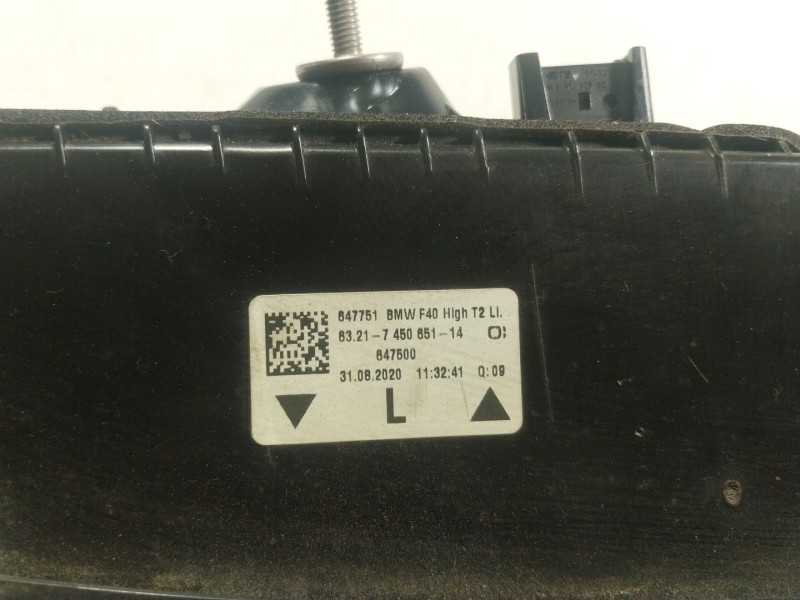 647751 BMW F40 High T2 Li.
63.21-7 450 651-14
647500
31.08.2020 11:32:41 Q:09
L